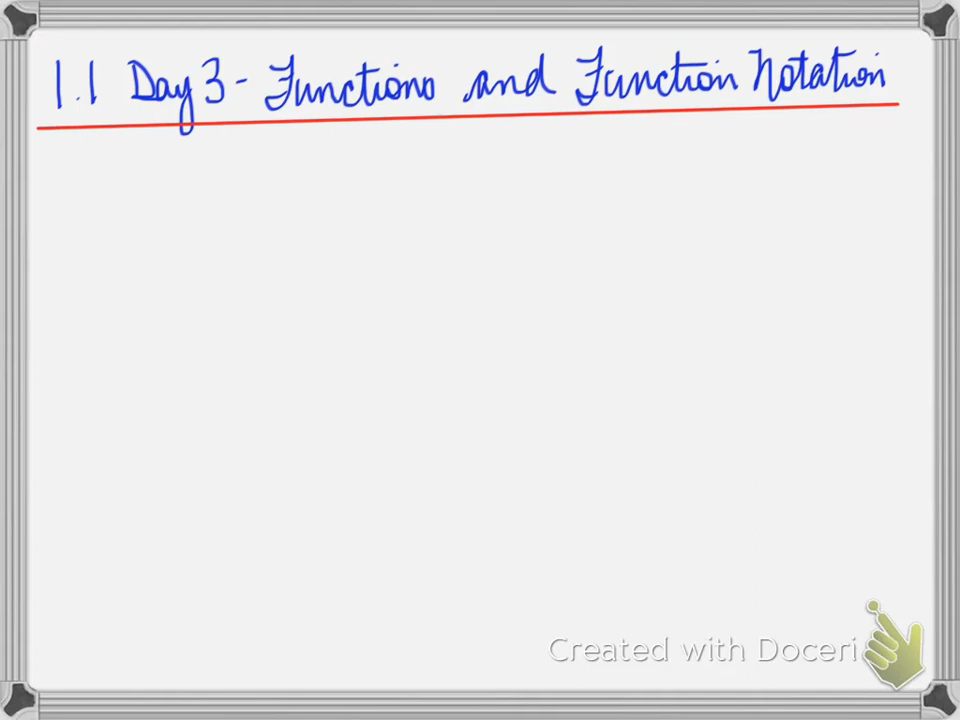 1.1 Day 3 - Functions and Function Notation
Created with Doceri